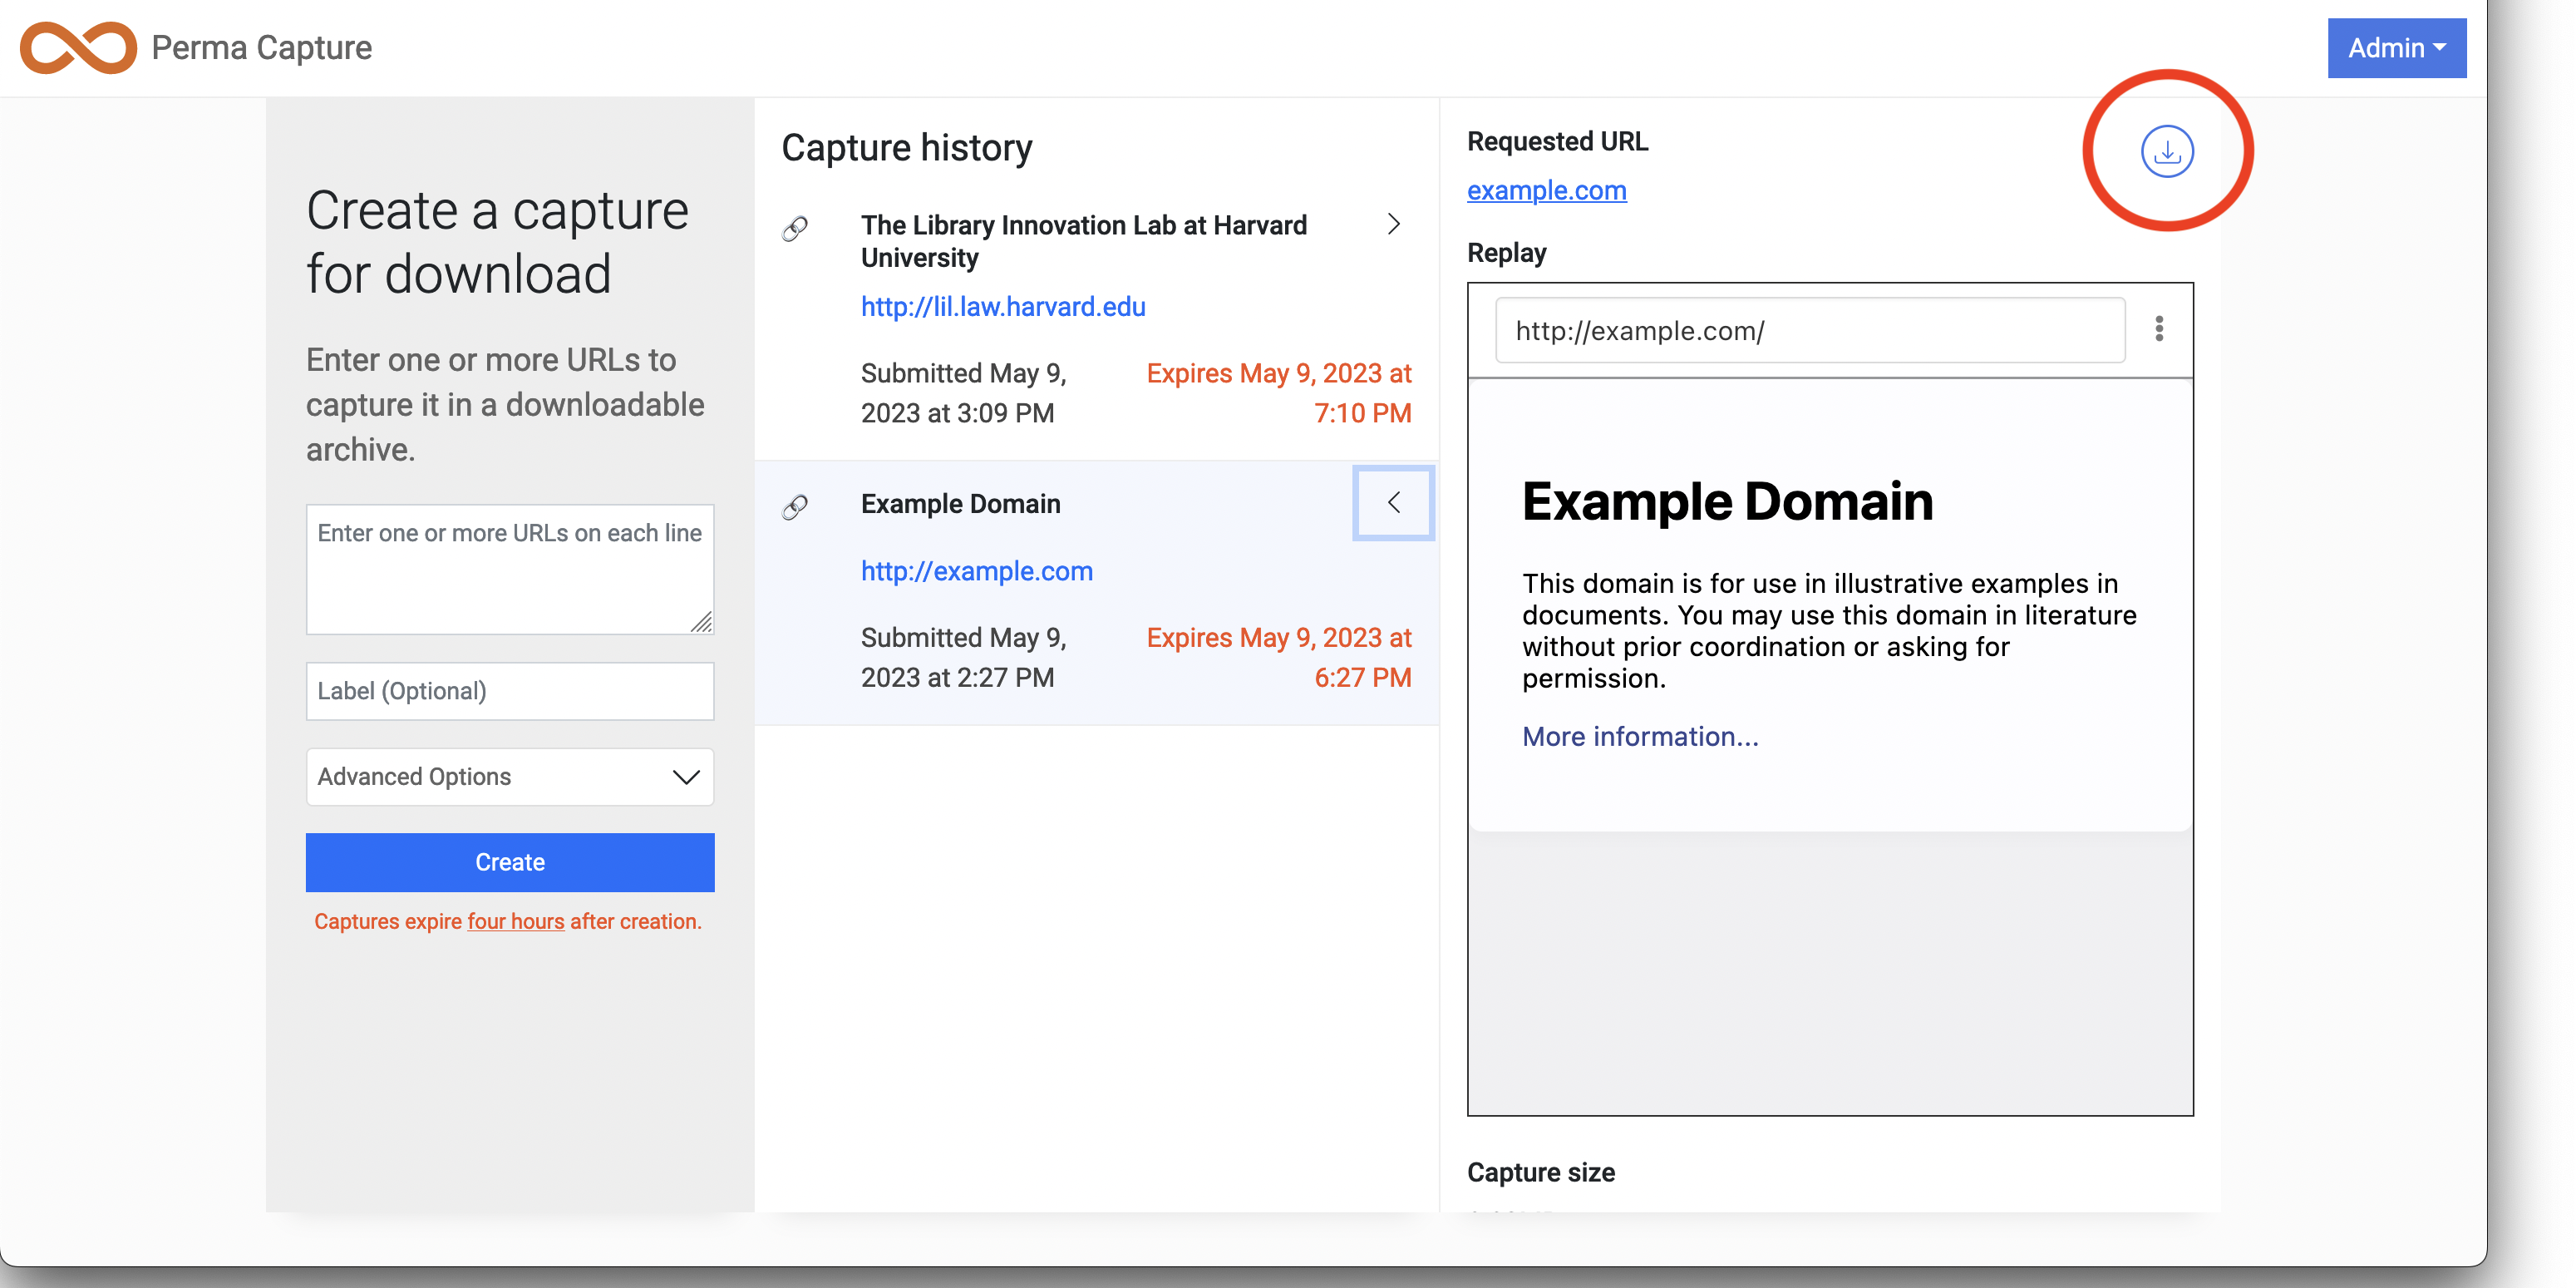 Perma Capture
Admin
Create a capture
for download
Enter one or more URLs to
capture it in a downloadable
archive.
Enter one or more URLs on each line
Label (Optional)
Advanced Options
Create
Captures expire four hours after creation.
Capture history
The Library Innovation Lab at Harvard
University
http://lil.law.harvard.edu
Submitted May 9,
2023 at 3:09 PM
Expires May 9, 2023 at
7:10 PM
Example Domain
http://example.com
Submitted May 9,
2023 at 2:27 PM
Expires May 9, 2023 at
6:27 PM
Requested URL
example.com
Replay
http://example.com/
Example Domain
This domain is for use in illustrative examples in
documents. You may use this domain in literature
without prior coordination or asking for
permission.
More information...
Capture size